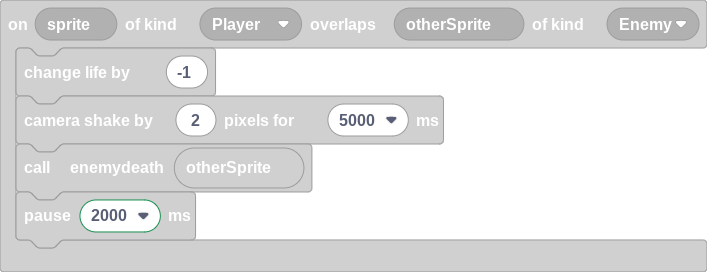 on sprite of kind Player overlaps otherSprite of kind Enemy
change life by -1
camera shake by 2 pixels for 5000 ms
call enemydeath otherSprite
pause 2000 ms